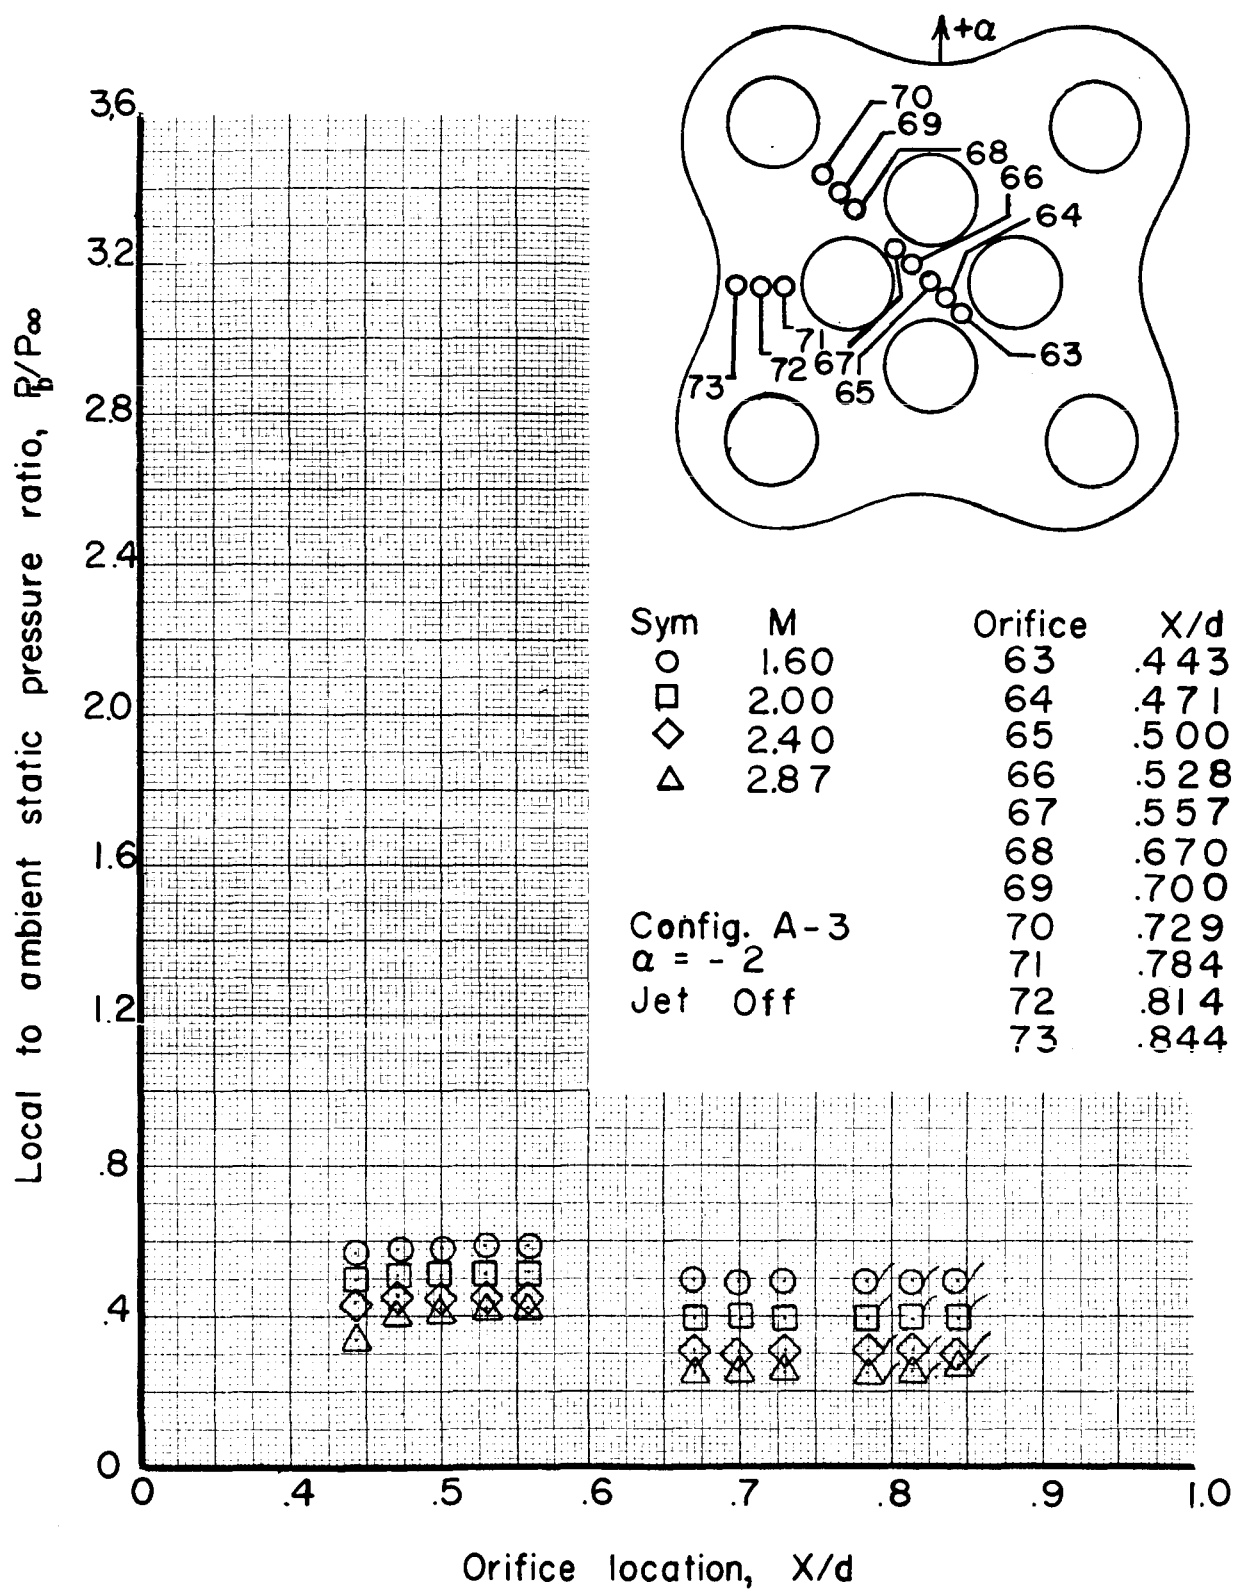 +α
70
69
68
66
64
71
67
72
63
73
65
3.6
3.2
2.8
2.4
2.0
1.6
1.2
.8
.4
0
Local to ambient static pressure ratio, Pb/P∞
Sym M Orifice X/d
○ 1.60 63 .443
□ 2.00 64 .471
◇ 2.40 65 .500
△ 2.87 66 .528
67 .557
68 .670
69 .700
Config. A-3 70 .729
α = -2 71 .784
Jet Off 72 .814
73 .844
0 .4 .5 .6 .7 .8 .9 1.0
Orifice location, X/d